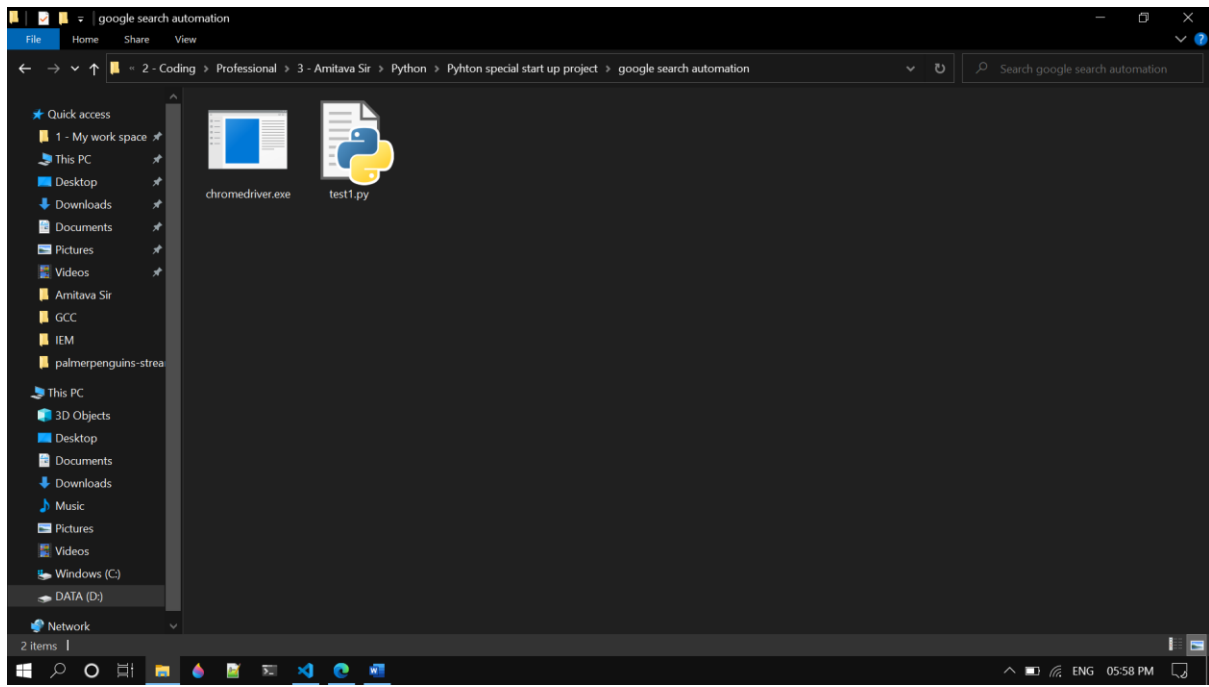 google search automation
File Home Share View
« 2 - Coding > Professional > 3 - Amitava Sir > Python > Pyhton special start up project > google search automation
Search google search automation
Quick access
1 - My work space
This PC
Desktop
Downloads
Documents
Pictures
Videos
Amitava Sir
GCC
IEM
palmerpenguins-strea
This PC
3D Objects
Desktop
Documents
Downloads
Music
Pictures
Videos
Windows (C:)
DATA (D:)
Network
chromedriver.exe test1.py
2 items
ENG 05:58 PM